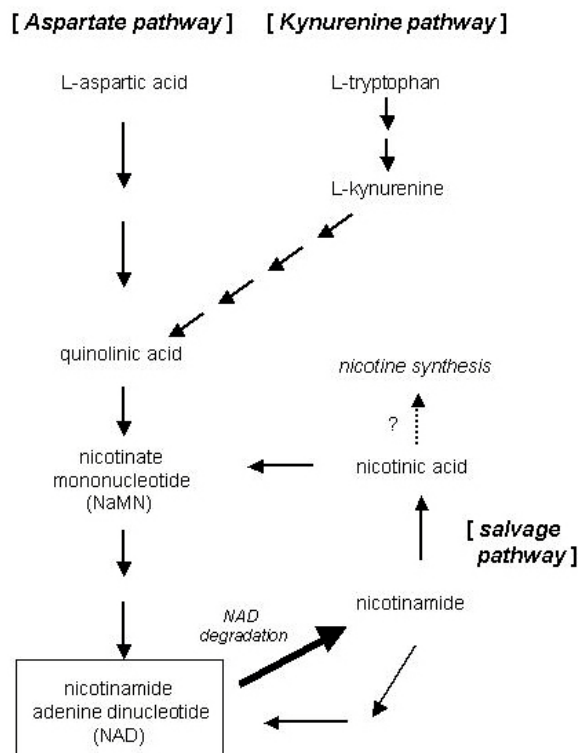 [ Aspartate pathway ] [ Kynurenine pathway ]
L-aspartic acid
L-tryptophan
L-kynurenine
quinolinic acid
nicotine synthesis
?
nicotinate
mononucleotide
(NaMN)
nicotinic acid
[ salvage
pathway ]
nicotinamide
NAD
degradation
nicotinamide
adenine dinucleotide
(NAD)